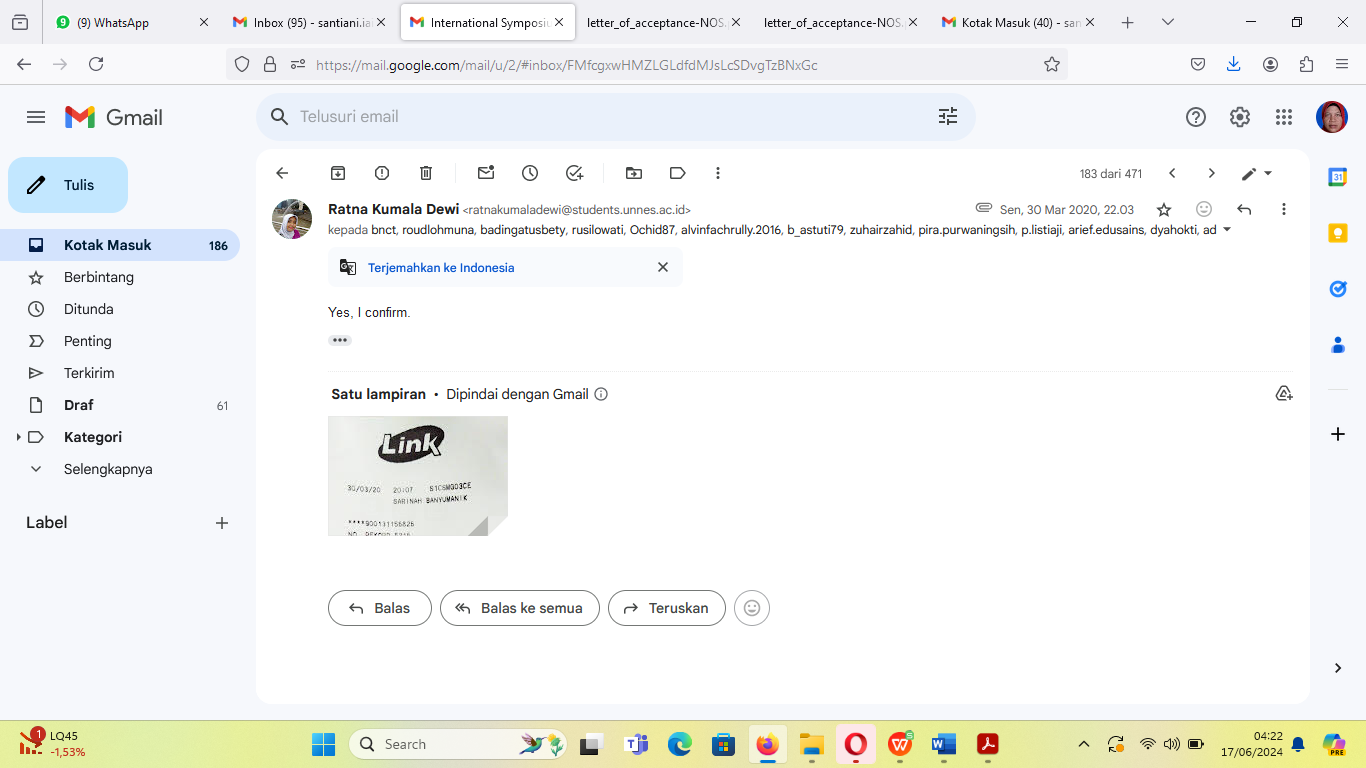 (9) WhatsApp
Inbox (95) - santiani.ia
International Symposiu
letter_of_acceptance-NOS.
letter_of_acceptance-NOS.
Kotak Masuk (40) - san
https://mail.google.com/mail/u/2/#inbox/FMfcgxwHMZLGLdfdMJsLcSDvgTzBNxGc
Gmail
Telusuri email
Tulis
183 dari 471
31
Ratna Kumala Dewi <ratnakumaladewi@students.unnes.ac.id>
Sen, 30 Mar 2020, 22.03
kepada bnct, roudlohmuna, badingatusbety, rusilowati, Ochid87, alvinfachrully.2016, b_astuti79, zuhairzahid, pira.purwaningsih, p.listiaji, arief.edusains, dyahokti, ad
Kotak Masuk 186
Berbintang
Ditunda
Penting
Terkirim
Draf 61
Kategori
Selengkapnya
Label
Terjemahkan ke Indonesia
Yes, I confirm.
Satu lampiran • Dipindai dengan Gmail
Link
30/03/20 20:07 S1C6MG03CE
SARINAH BANYUMANIK
****900131156826
Balas
Balas ke semua
Teruskan
1
LQ45
-1,53%
Search
04:22
17/06/2024
PRE